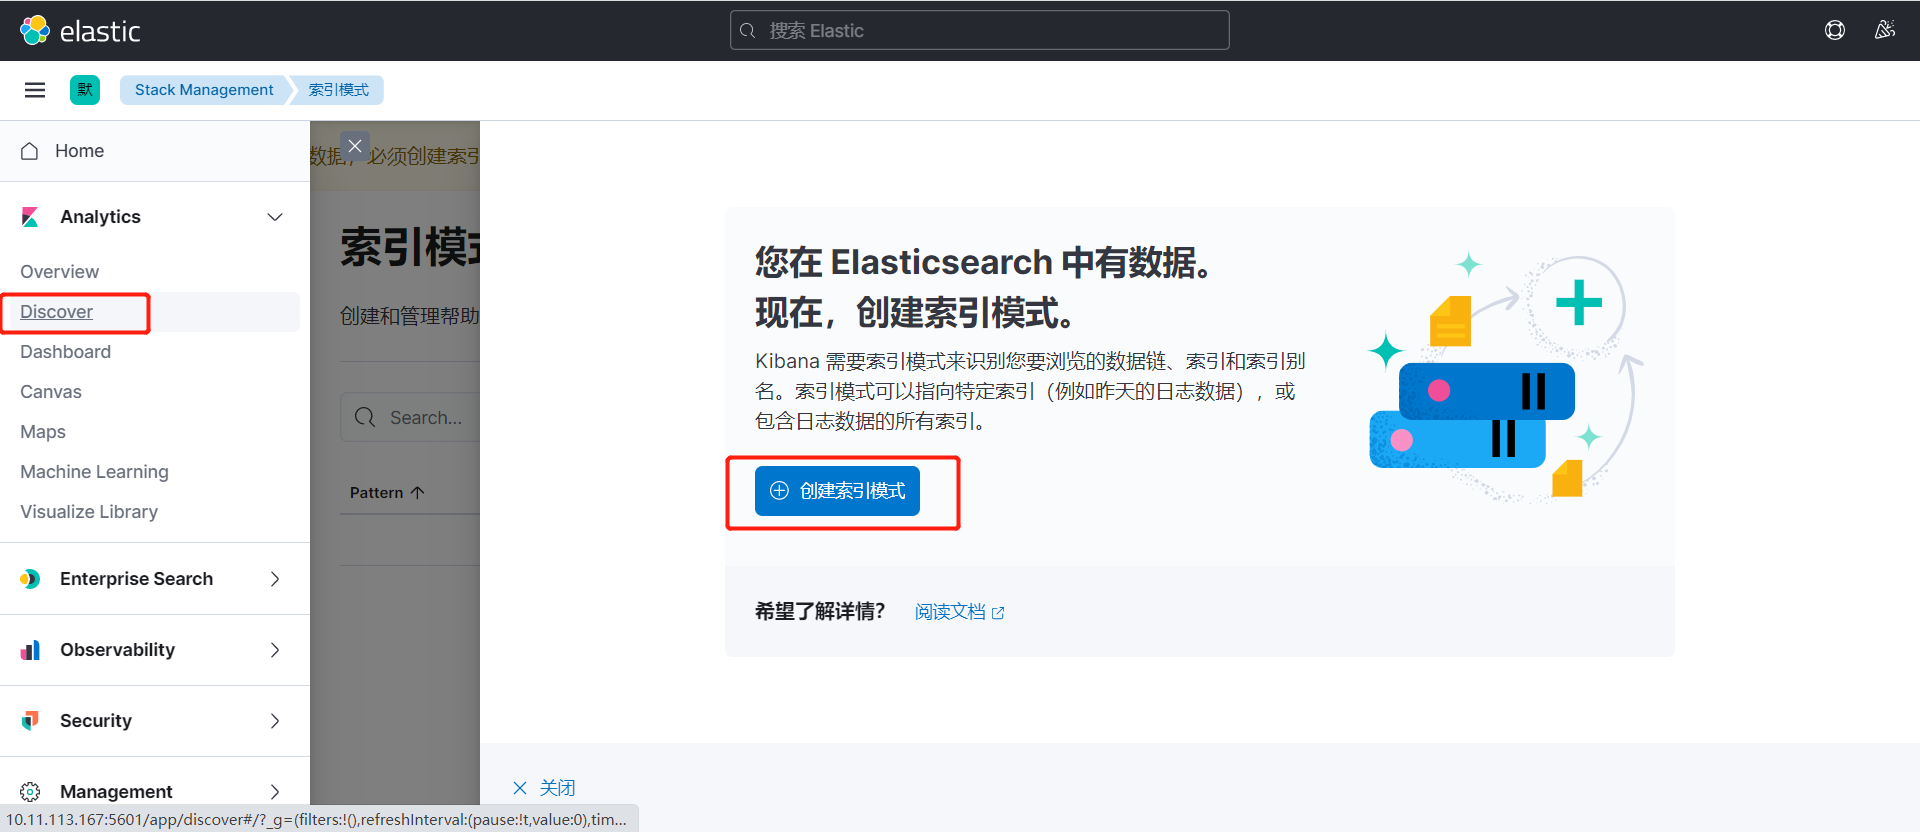 elastic
搜索 Elastic
默
Stack Management
索引模式
Home
Analytics
Overview
Discover
Dashboard
Canvas
Maps
Machine Learning
Visualize Library
Enterprise Search
Observability
Security
Management
数据，必须创建索引
索引模式
创建和管理帮助
Search...
Pattern
您在 Elasticsearch 中有数据。
现在，创建索引模式。
Kibana 需要索引模式来识别您要浏览的数据链、索引和索引别
名。索引模式可以指向特定索引（例如昨天的日志数据），或
包含日志数据的所有索引。
创建索引模式
希望了解详情？
阅读文档
关闭
10.11.113.167:5601/app/discover#/?_g=(filters:!(),refreshInterval:(pause:!t,value:0),tim...